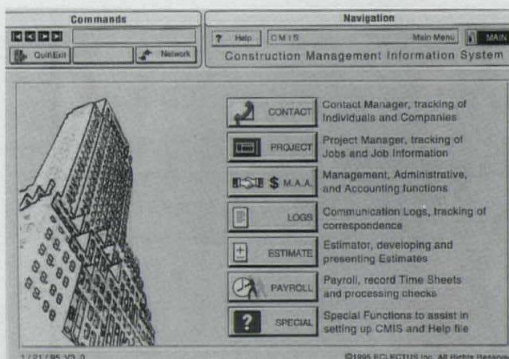 Commands
Navigation
? Help CMIS Main Menu MAIN
Quit/Exit Network
Construction Management Information System
CONTACT Contact Manager, tracking of
Individuals and Companies
PROJECT Project Manager, tracking of
Jobs and Job Information
$ M.A.A. Management, Administrative,
and Accounting functions
LOGS Communication Logs, tracking of
correspondence
ESTIMATE Estimator, developing and
presenting Estimates
PAYROLL Payroll, record Time Sheets
and processing checks
? SPECIAL Special Functions to assist in
setting up CMIS and Help file
©1995 ECLECTUS Inc. All Rights Reserved